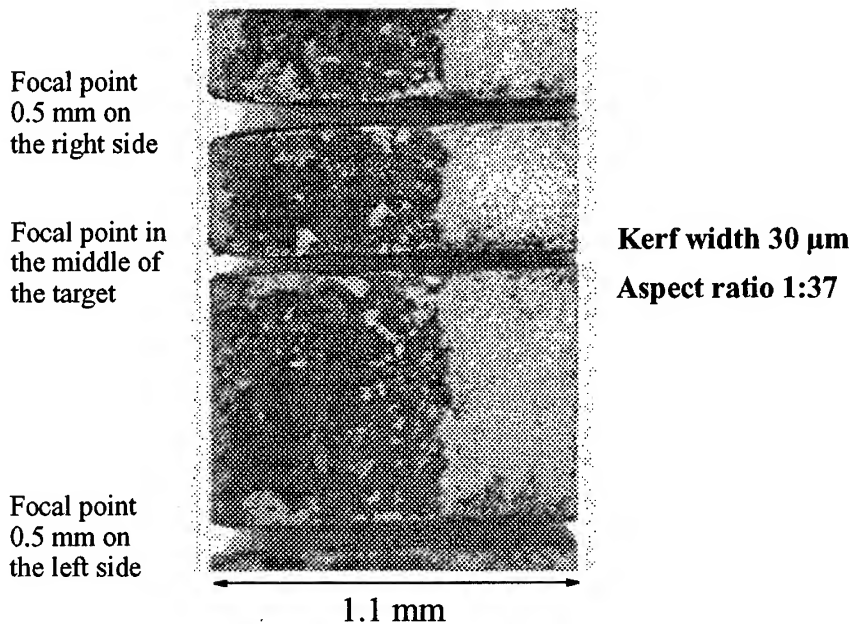 Focal point
0.5 mm on
the right side
Focal point in
the middle of
the target
Kerf width 30 µm
Aspect ratio 1:37
Focal point
0.5 mm on
the left side
1.1 mm